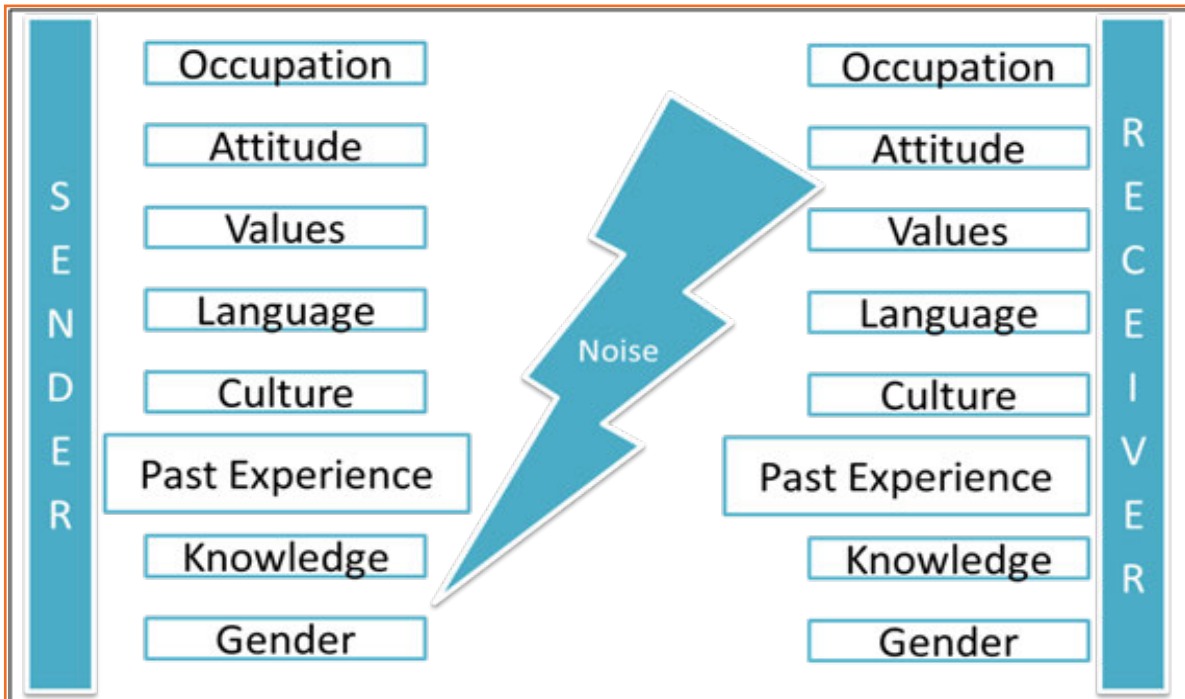 SENDER
Occupation
Attitude
Values
Language
Culture
Past Experience
Knowledge
Gender
Noise
Occupation
Attitude
Values
Language
Culture
Past Experience
Knowledge
Gender
RECEIVER